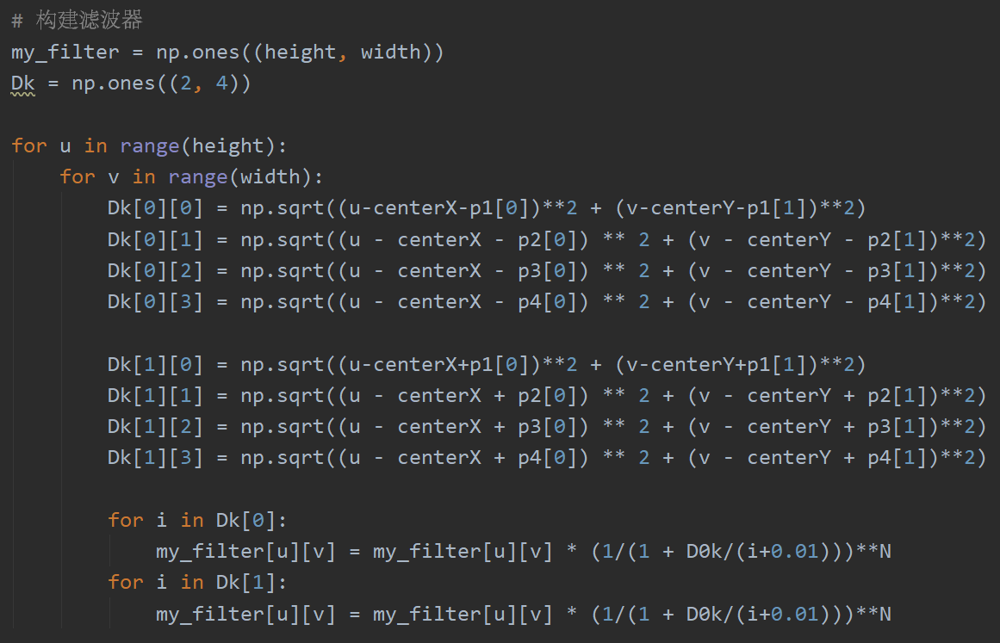 # 构建滤波器
my_filter = np.ones((height, width))
Dk = np.ones((2, 4))
for u in range(height):
for v in range(width):
Dk[0][0] = np.sqrt((u-centerX-p1[0])**2 + (v-centerY-p1[1])**2)
Dk[0][1] = np.sqrt((u - centerX - p2[0]) ** 2 + (v - centerY - p2[1])**2)
Dk[0][2] = np.sqrt((u - centerX - p3[0]) ** 2 + (v - centerY - p3[1])**2)
Dk[0][3] = np.sqrt((u - centerX - p4[0]) ** 2 + (v - centerY - p4[1])**2)
Dk[1][0] = np.sqrt((u-centerX+p1[0])**2 + (v-centerY+p1[1])**2)
Dk[1][1] = np.sqrt((u - centerX + p2[0]) ** 2 + (v - centerY + p2[1])**2)
Dk[1][2] = np.sqrt((u - centerX + p3[0]) ** 2 + (v - centerY + p3[1])**2)
Dk[1][3] = np.sqrt((u - centerX + p4[0]) ** 2 + (v - centerY + p4[1])**2)
for i in Dk[0]:
my_filter[u][v] = my_filter[u][v] * (1/(1 + D0k/(i+0.01)))**N
for i in Dk[1]:
my_filter[u][v] = my_filter[u][v] * (1/(1 + D0k/(i+0.01)))**N